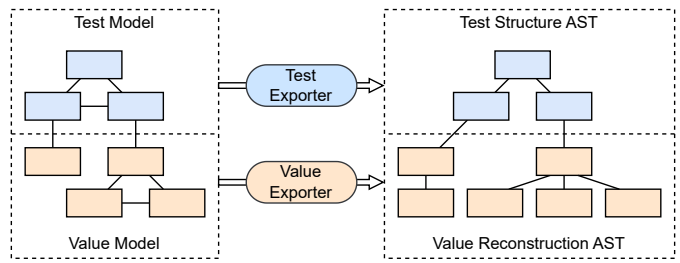 Test Model
Test Structure AST
Test
Exporter
Value
Exporter
Value Model
Value Reconstruction AST